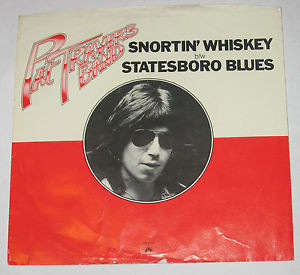 PAT TRAVERS
BAND
SNORTIN' WHISKEY
b/w
STATESBORO BLUES